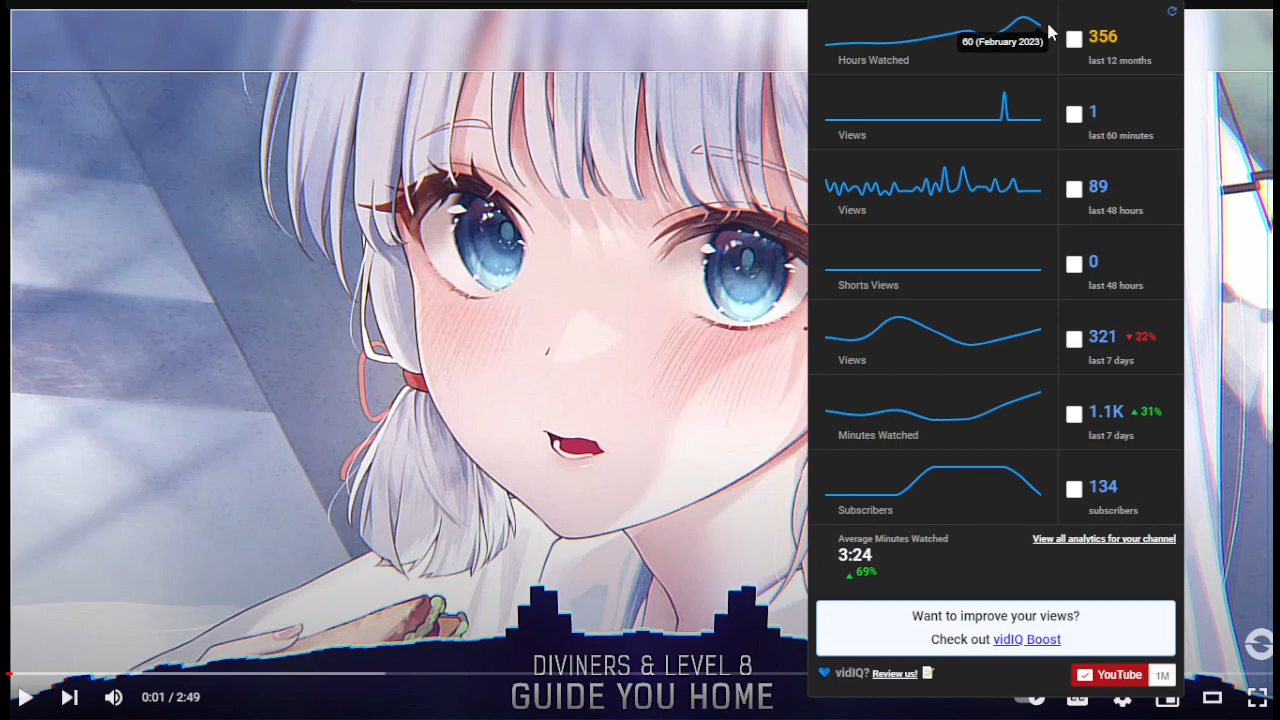 60 (February 2023)
Hours Watched
356
last 12 months
Views
1
last 60 minutes
Views
89
last 48 hours
Shorts Views
0
last 48 hours
Views
321 ▼ 22%
last 7 days
Minutes Watched
1.1K ▲ 31%
last 7 days
Subscribers
134
subscribers
Average Minutes Watched
3:24
▲ 69%
View all analytics for your channel
Want to improve your views?
Check out vidIQ Boost
vidIQ? Review us!
YouTube 1M
DIVINERS & LEVEL 8
GUIDE YOU HOME
0:01 / 2:49